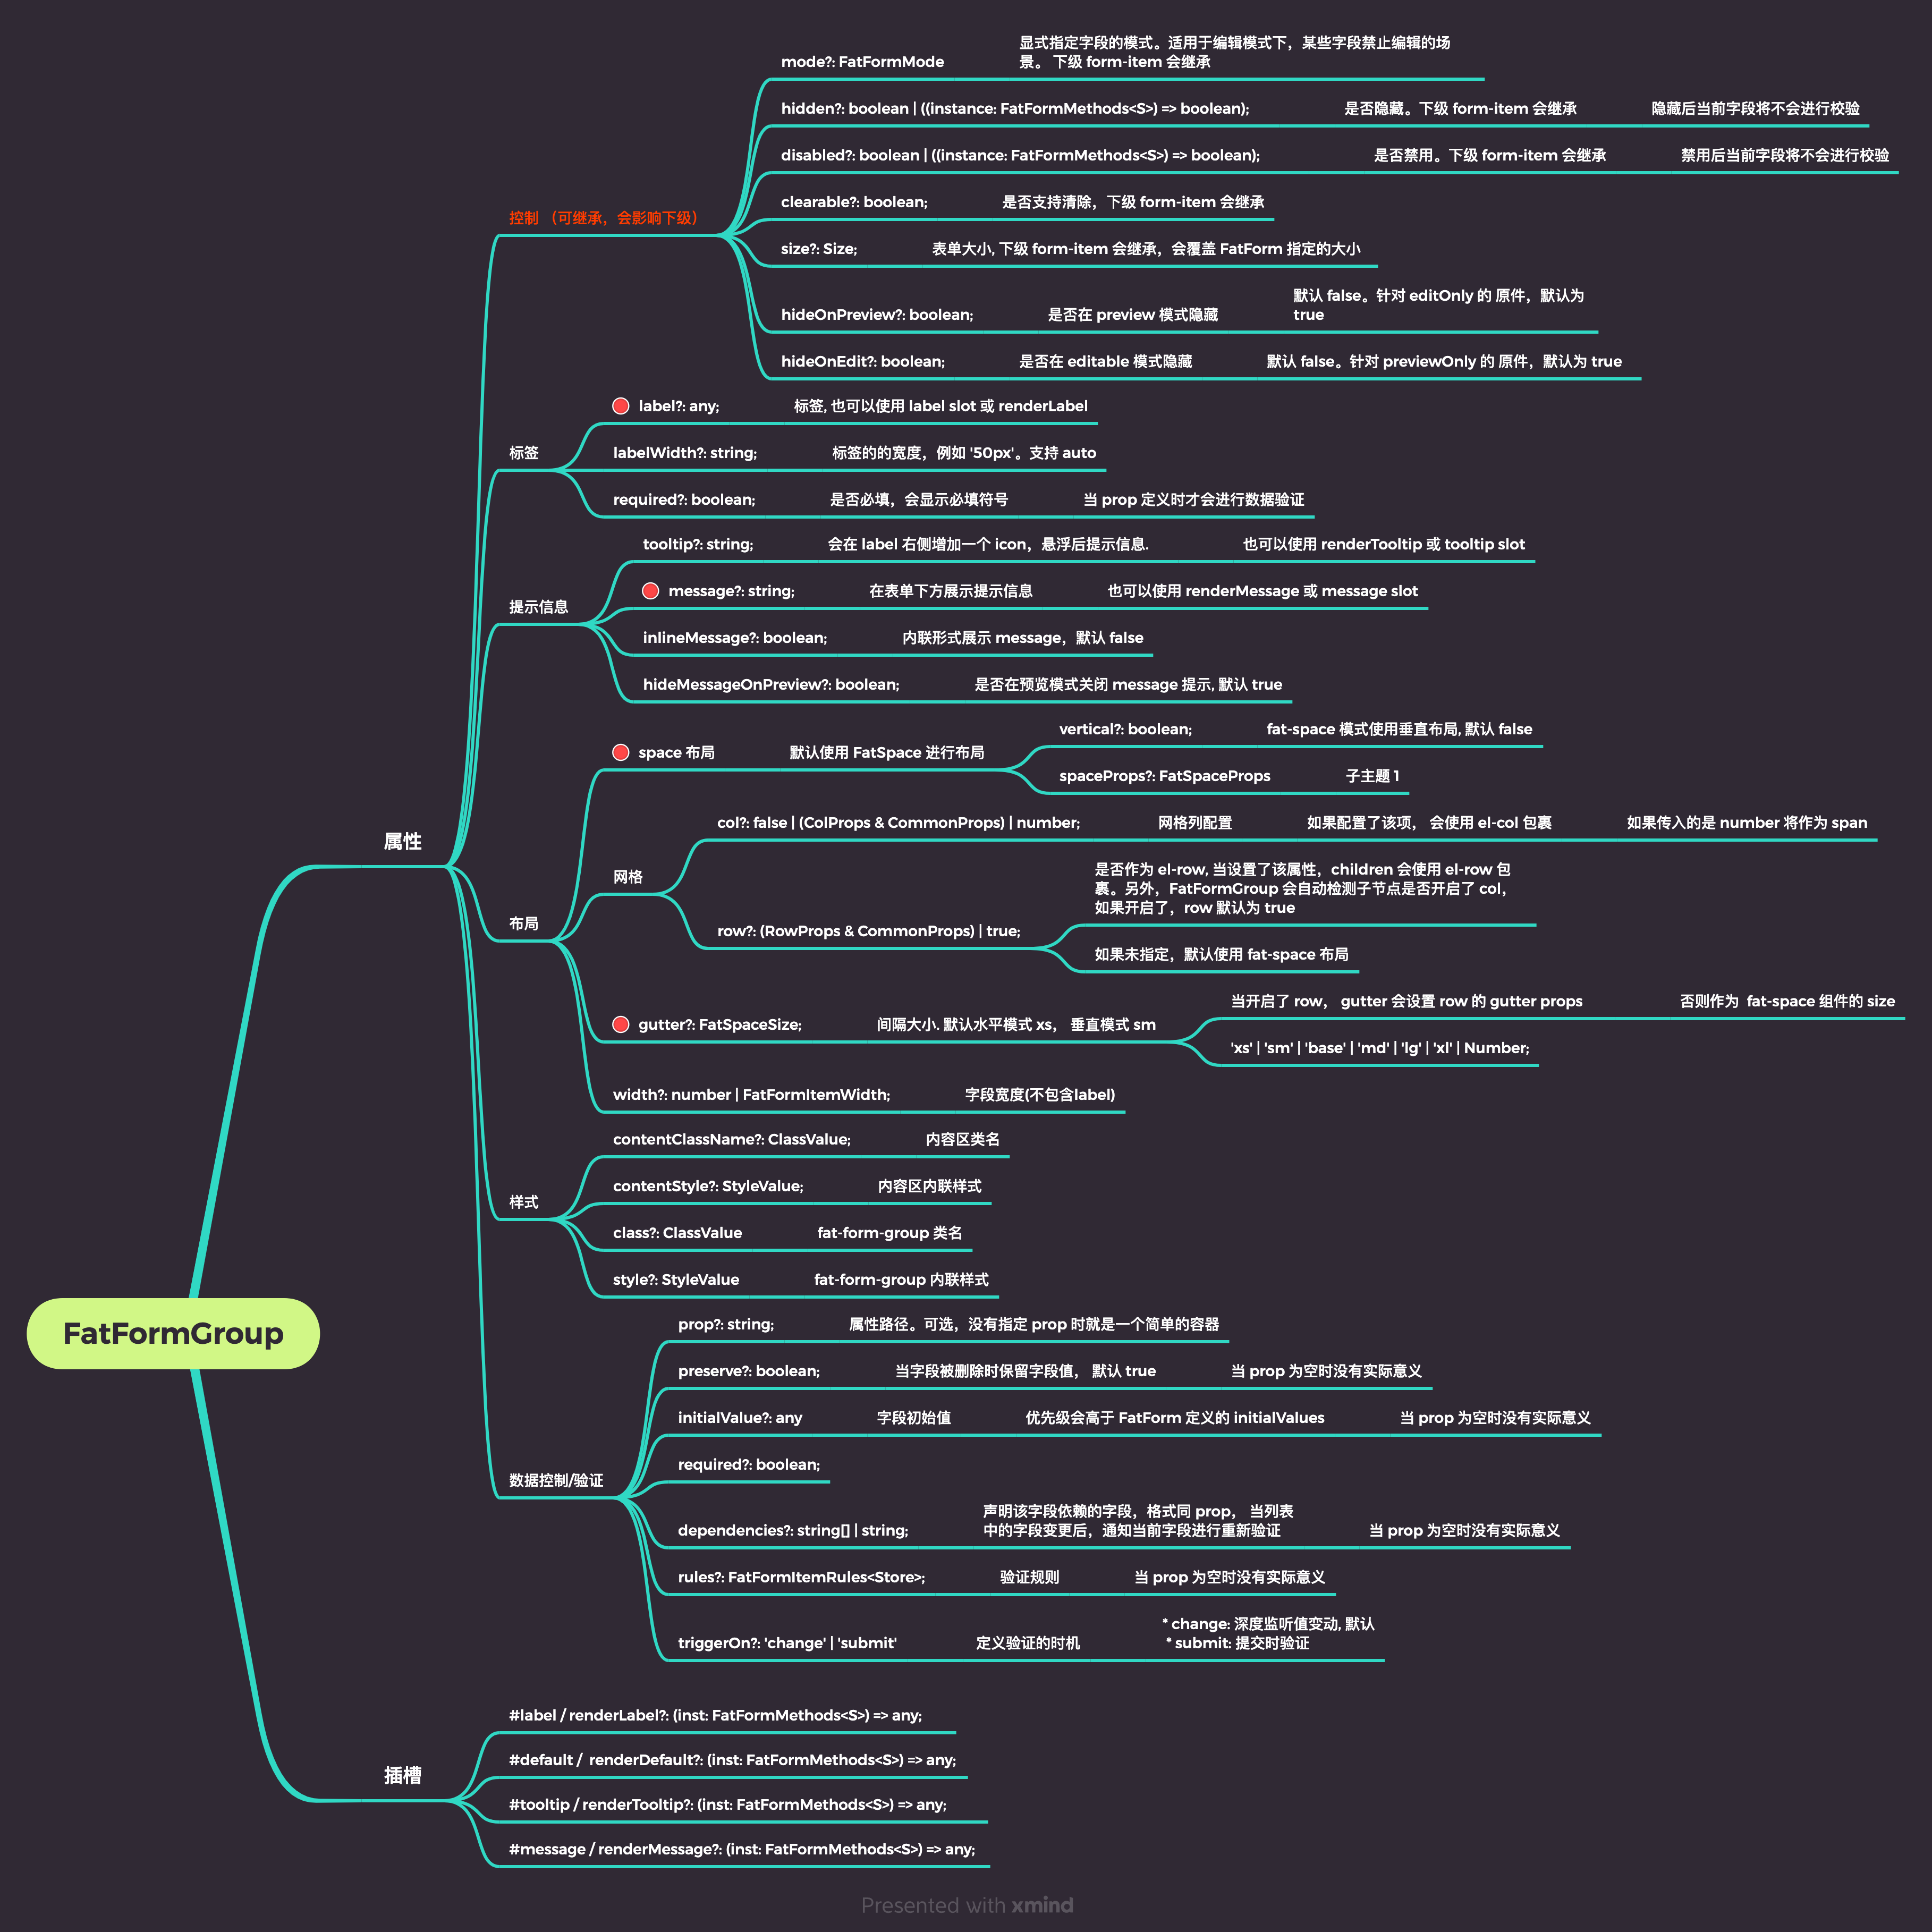 FatFormGroup
属性
控制 （可继承，会影响下级）
mode?: FatFormMode
显式指定字段的模式。适用于编辑模式下，某些字段禁止编辑的场
景。 下级 form-item 会继承
hidden?: boolean | ((instance: FatFormMethods<S>) => boolean);
是否隐藏。下级 form-item 会继承
隐藏后当前字段将不会进行校验
disabled?: boolean | ((instance: FatFormMethods<S>) => boolean);
是否禁用。下级 form-item 会继承
禁用后当前字段将不会进行校验
clearable?: boolean;
是否支持清除，下级 form-item 会继承
size?: Size;
表单大小, 下级 form-item 会继承，会覆盖 FatForm 指定的大小
hideOnPreview?: boolean;
是否在 preview 模式隐藏
默认 false。针对 editOnly 的 原件，默认为
true
hideOnEdit?: boolean;
是否在 editable 模式隐藏
默认 false。针对 previewOnly 的 原件，默认为 true
标签
label?: any;
标签, 也可以使用 label slot 或 renderLabel
labelWidth?: string;
标签的的宽度，例如 '50px'。支持 auto
required?: boolean;
是否必填，会显示必填符号
当 prop 定义时才会进行数据验证
提示信息
tooltip?: string;
会在 label 右侧增加一个 icon，悬浮后提示信息.
也可以使用 renderTooltip 或 tooltip slot
message?: string;
在表单下方展示提示信息
也可以使用 renderMessage 或 message slot
inlineMessage?: boolean;
内联形式展示 message，默认 false
hideMessageOnPreview?: boolean;
是否在预览模式关闭 message 提示, 默认 true
布局
space 布局
默认使用 FatSpace 进行布局
vertical?: boolean;
fat-space 模式使用垂直布局, 默认 false
spaceProps?: FatSpaceProps
子主题 1
网格
col?: false | (ColProps & CommonProps) | number;
网格列配置
如果配置了该项， 会使用 el-col 包裹
如果传入的是 number 将作为 span
row?: (RowProps & CommonProps) | true;
是否作为 el-row, 当设置了该属性，children 会使用 el-row 包
裹。另外，FatFormGroup 会自动检测子节点是否开启了 col，
如果开启了，row 默认为 true
如果未指定，默认使用 fat-space 布局
gutter?: FatSpaceSize;
间隔大小. 默认水平模式 xs， 垂直模式 sm
当开启了 row， gutter 会设置 row 的 gutter props
否则作为  fat-space 组件的 size
'xs' | 'sm' | 'base' | 'md' | 'lg' | 'xl' | Number;
width?: number | FatFormItemWidth;
字段宽度(不包含label)
样式
contentClassName?: ClassValue;
内容区类名
contentStyle?: StyleValue;
内容区内联样式
class?: ClassValue
fat-form-group 类名
style?: StyleValue
fat-form-group 内联样式
数据控制/验证
prop?: string;
属性路径。可选，没有指定 prop 时就是一个简单的容器
preserve?: boolean;
当字段被删除时保留字段值， 默认 true
当 prop 为空时没有实际意义
initialValue?: any
字段初始值
优先级会高于 FatForm 定义的 initialValues
当 prop 为空时没有实际意义
required?: boolean;
dependencies?: string[] | string;
声明该字段依赖的字段，格式同 prop， 当列表
中的字段变更后，通知当前字段进行重新验证
当 prop 为空时没有实际意义
rules?: FatFormItemRules<Store>;
验证规则
当 prop 为空时没有实际意义
triggerOn?: 'change' | 'submit'
定义验证的时机
* change: 深度监听值变动, 默认
* submit: 提交时验证
插槽
#label / renderLabel?: (inst: FatFormMethods<S>) => any;
#default /  renderDefault?: (inst: FatFormMethods<S>) => any;
#tooltip / renderTooltip?: (inst: FatFormMethods<S>) => any;
#message / renderMessage?: (inst: FatFormMethods<S>) => any;
Presented with xmind